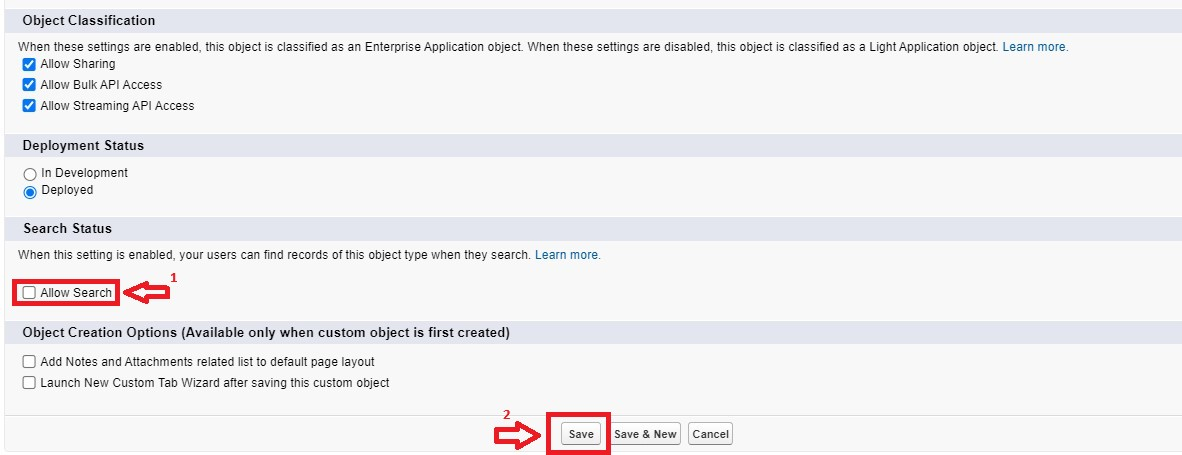 Object Classification
When these settings are enabled, this object is classified as an Enterprise Application object. When these settings are disabled, this object is classified as a Light Application object. Learn more.
Allow Sharing
Allow Bulk API Access
Allow Streaming API Access
Deployment Status
In Development
Deployed
Search Status
When this setting is enabled, your users can find records of this object type when they search. Learn more.
1
Allow Search
Object Creation Options (Available only when custom object is first created)
Add Notes and Attachments related list to default page layout
Launch New Custom Tab Wizard after saving this custom object
2
Save Save & New Cancel